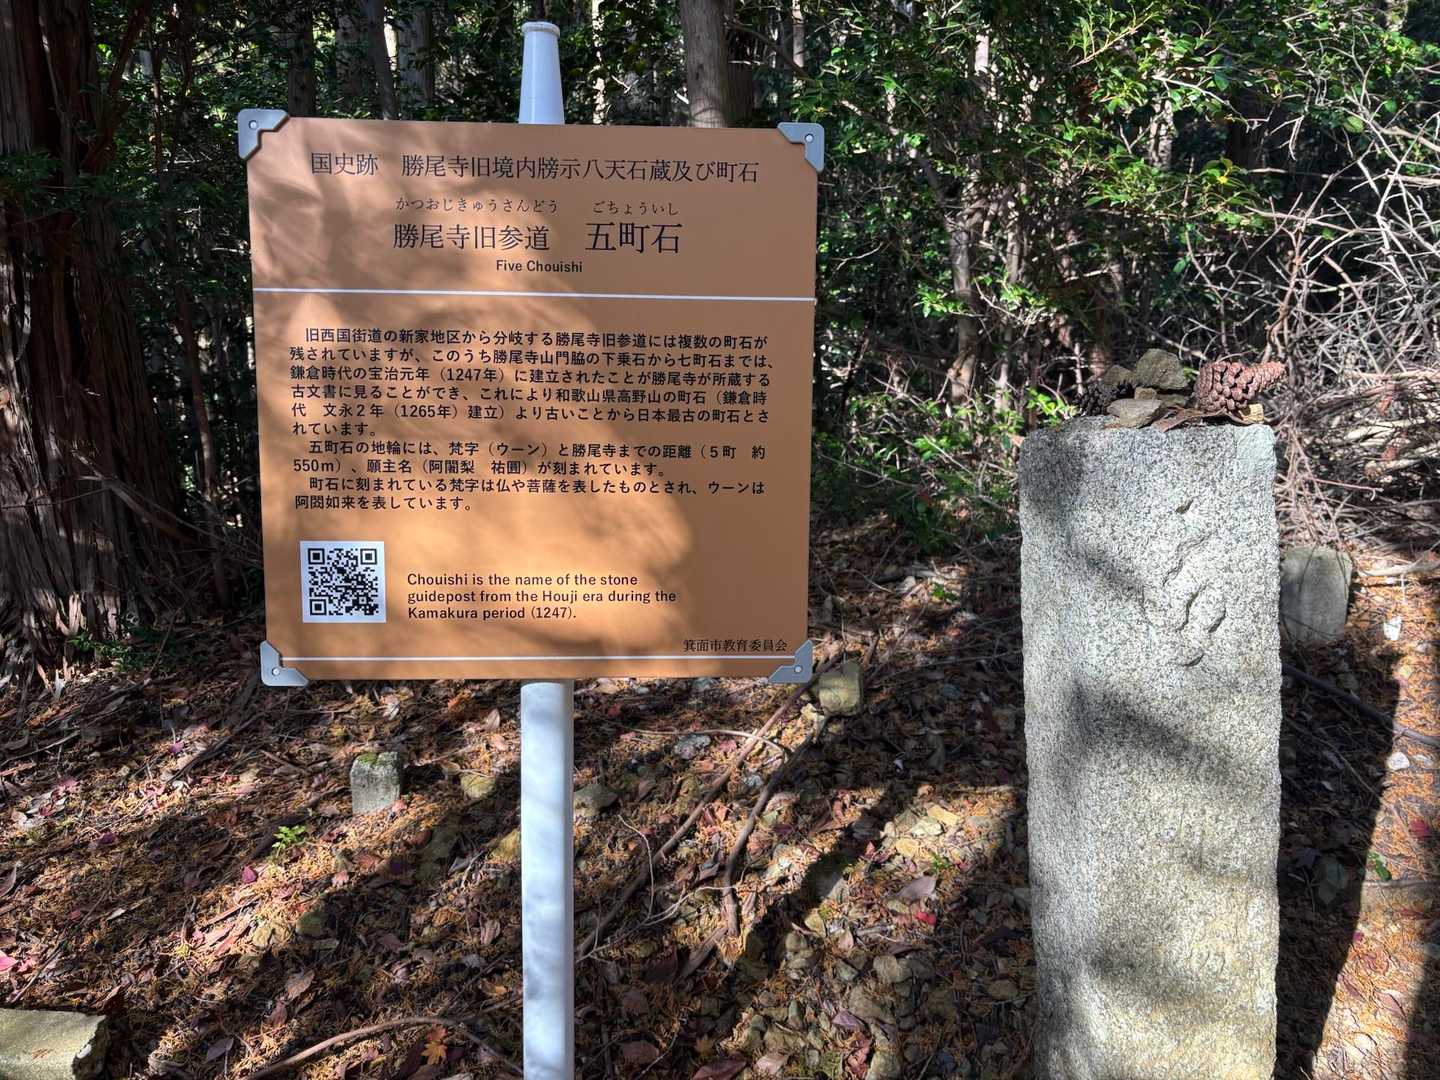 国史跡　勝尾寺旧境内牓示八天石蔵及び町石
かつおじきゅうさんどう　ごちょういし
勝尾寺旧参道　五町石
Five Chouishi
旧西国街道の新家地区から分岐する勝尾寺旧参道には複数の町石が
残されていますが、このうち勝尾寺山門脇の下乗石から七町石までは、
鎌倉時代の宝治元年（1247年）に建立されたことが勝尾寺が所蔵する
古文書に見ることができ、これにより和歌山県高野山の町石（鎌倉時
代　文永２年（1265年）建立）より古いことから日本最古の町石とさ
れています。
五町石の地輪には、梵字（ウーン）と勝尾寺までの距離（５町　約
550m）、願主名（阿闍梨　祐圓）が刻まれています。
町石に刻まれている梵字は仏や菩薩を表したものとされ、ウーンは
阿閦如来を表しています。
Chouishi is the name of the stone
guidepost from the Houji era during the
Kamakura period (1247).
箕面市教育委員会